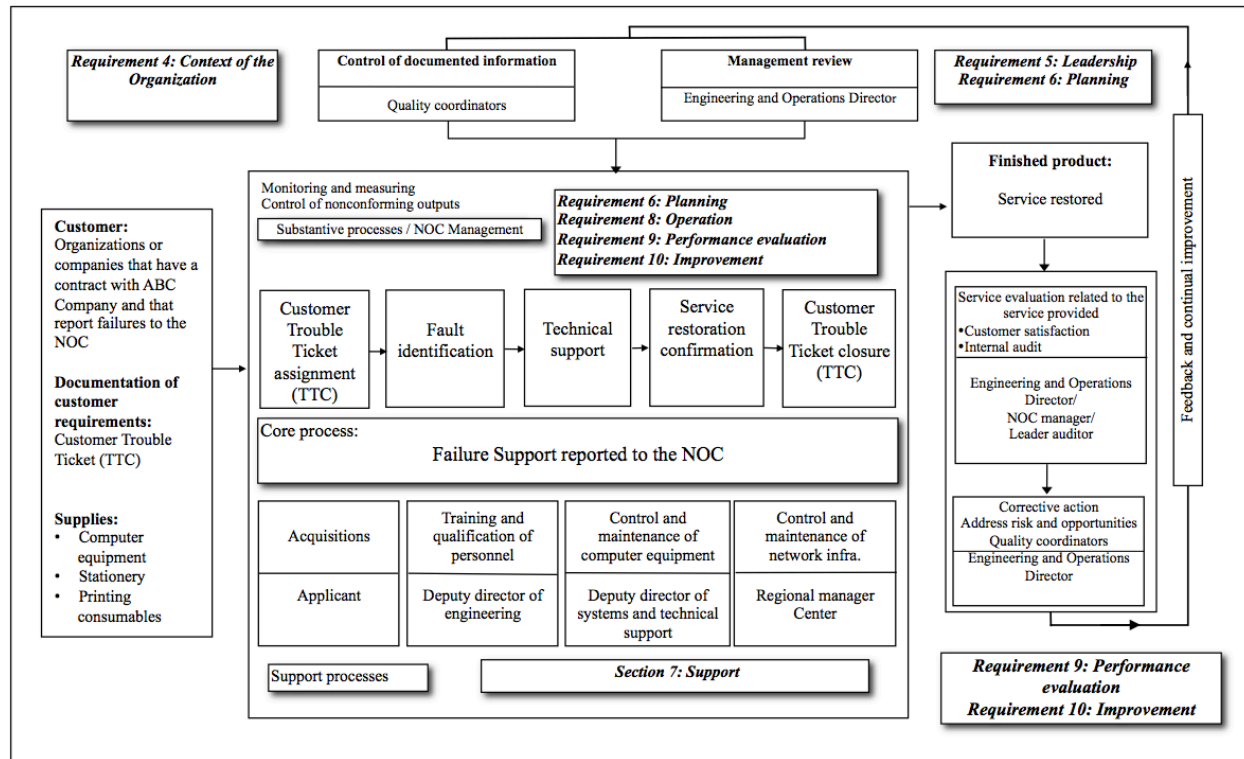 Requirement 4: Context of the
Organization
Control of documented information
Quality coordinators
Management review
Engineering and Operations Director
Requirement 5: Leadership
Requirement 6: Planning
Customer:
Organizations or
companies that have a
contract with ABC
Company and that
report failures to the
NOC
Documentation of
customer
requirements:
Customer Trouble
Ticket (TTC)
Supplies:
• Computer
equipment
• Stationery
• Printing
consumables
Monitoring and measuring
Control of nonconforming outputs
Substantive processes / NOC Management
Requirement 6: Planning
Requirement 8: Operation
Requirement 9: Performance evaluation
Requirement 10: Improvement
Customer
Trouble
Ticket
assignment
(TTC)
Fault
identification
Technical
support
Service
restoration
confirmation
Customer
Trouble
Ticket closure
(TTC)
Core process:
Failure Support reported to the NOC
Acquisitions
Applicant
Training and
qualification of
personnel
Deputy director of
engineering
Control and
maintenance of
computer equipment
Deputy director of
systems and technical
support
Control and
maintenance of
network infra.
Regional manager
Center
Support processes
Section 7: Support
Finished product:
Service restored
Service evaluation related to the
service provided
•Customer satisfaction
•Internal audit
Engineering and Operations
Director/
NOC manager/
Leader auditor
Corrective action
Address risk and opportunities
Quality coordinators
Engineering and Operations
Director
Feedback and continual improvement
Requirement 9: Performance
evaluation
Requirement 10: Improvement